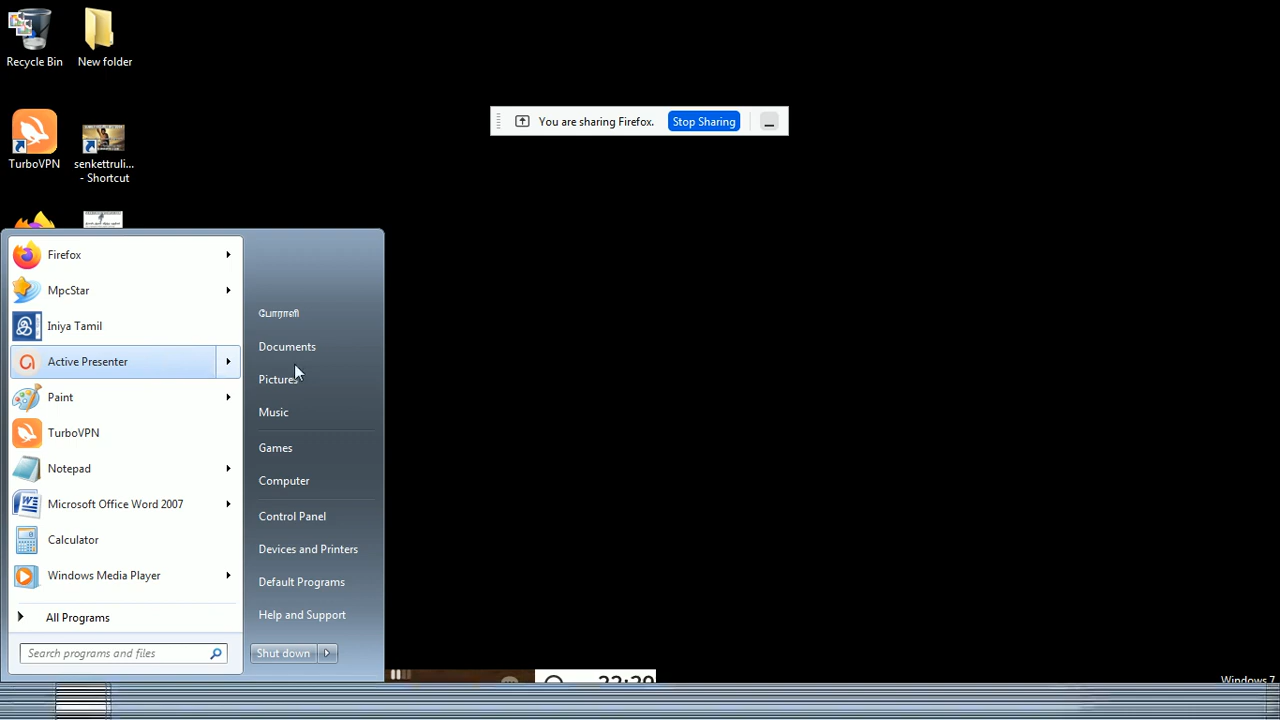 Recycle Bin
New folder
You are sharing Firefox.
Stop Sharing
TurboVPN
senkettruli...
- Shortcut
Firefox
MpcStar
Iniya Tamil
Active Presenter
Paint
TurboVPN
Notepad
Microsoft Office Word 2007
Calculator
Windows Media Player
All Programs
Search programs and files
போராளி
Documents
Pictures
Music
Games
Computer
Control Panel
Devices and Printers
Default Programs
Help and Support
Shut down
Windows 7